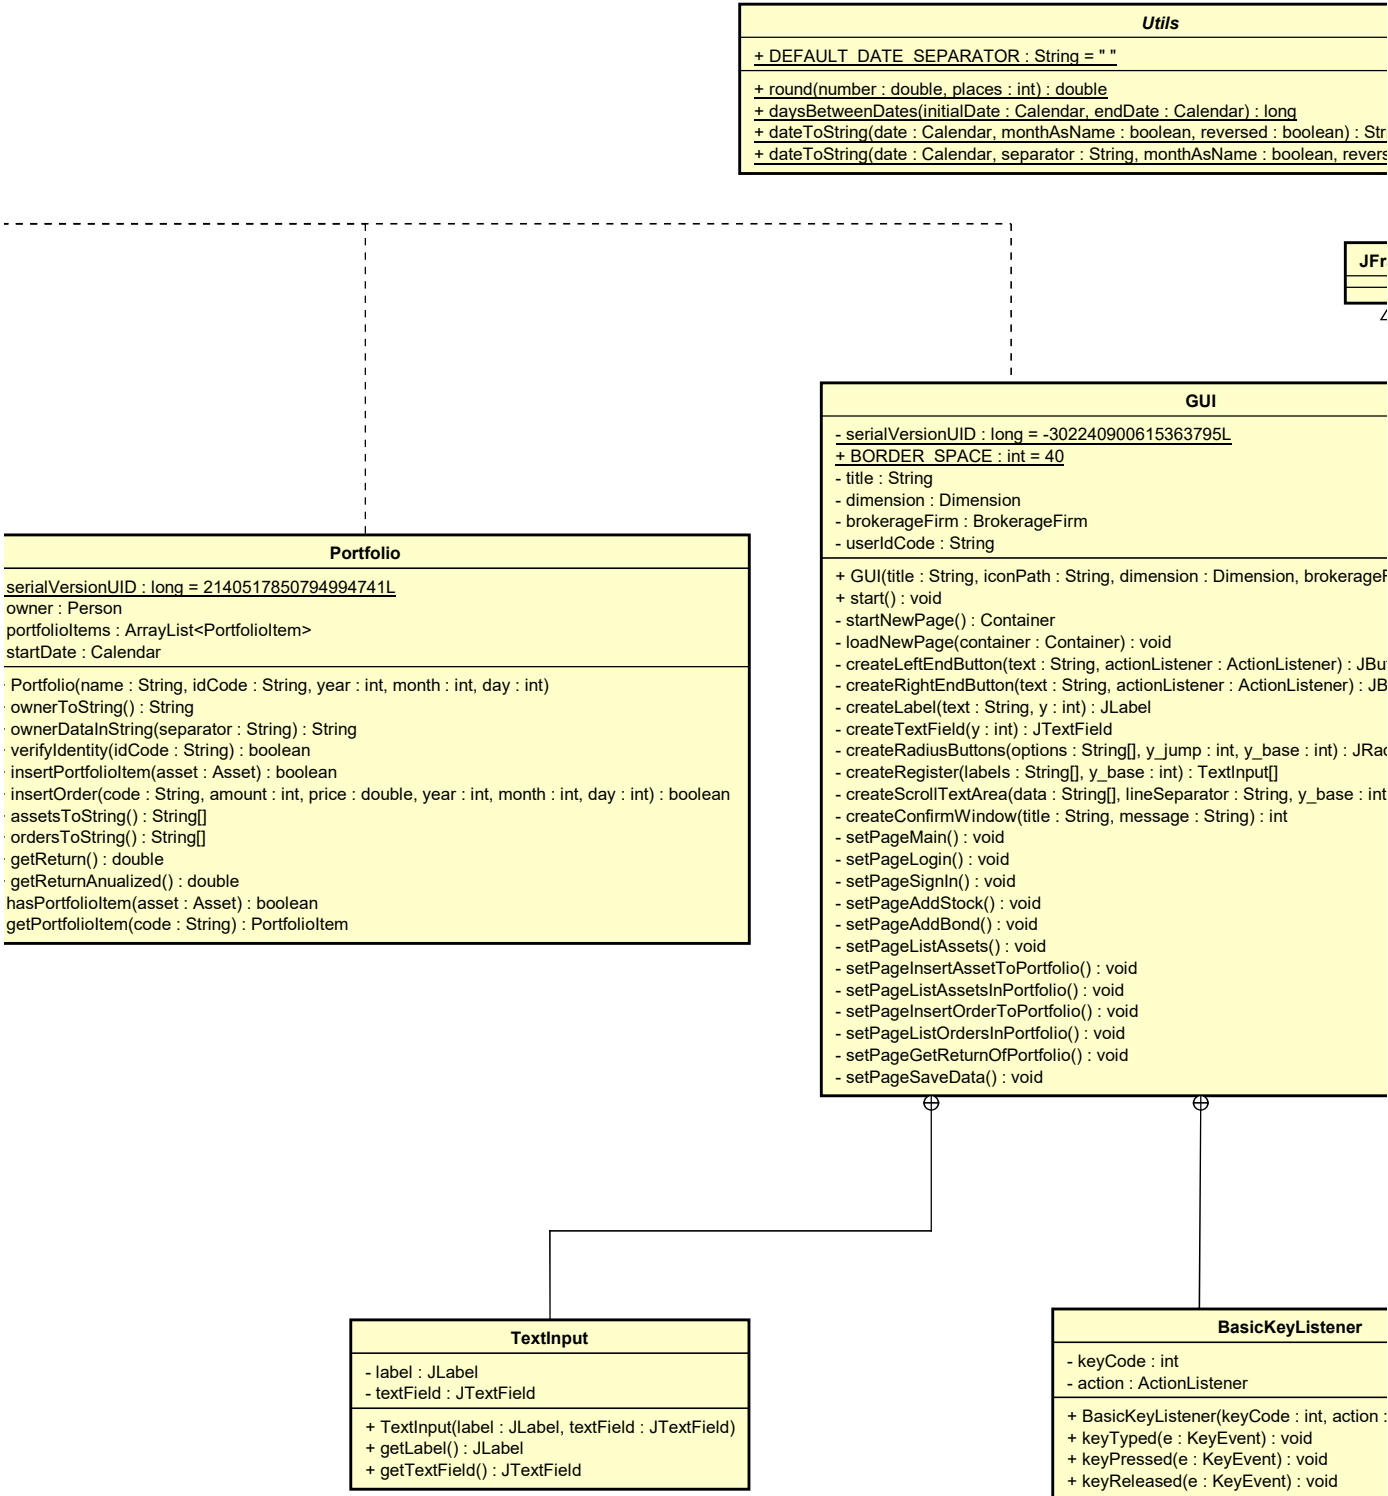 Utils
+ DEFAULT_DATE_SEPARATOR : String = " "
+ round(number : double, places : int) : double
+ daysBetweenDates(initialDate : Calendar, endDate : Calendar) : long
+ dateToString(date : Calendar, monthAsName : boolean, reversed : boolean) : Str
+ dateToString(date : Calendar, separator : String, monthAsName : boolean, revers
JFr
GUI
- serialVersionUID : long = -302240900615363795L
+ BORDER_SPACE : int = 40
- title : String
- dimension : Dimension
- brokerageFirm : BrokerageFirm
- userIdCode : String
+ GUI(title : String, iconPath : String, dimension : Dimension, brokerageF
+ start() : void
- startNewPage() : Container
- loadNewPage(container : Container) : void
- createLeftEndButton(text : String, actionListener : ActionListener) : JBut
- createRightEndButton(text : String, actionListener : ActionListener) : JB
- createLabel(text : String, y : int) : JLabel
- createTextField(y : int) : JTextField
- createRadiusButtons(options : String[], y_jump : int, y_base : int) : JRad
- createRegister(labels : String[], y_base : int) : TextInput[]
- createScrollTextArea(data : String[], lineSeparator : String, y_base : int
- createConfirmWindow(title : String, message : String) : int
- setPageMain() : void
- setPageLogin() : void
- setPageSignIn() : void
- setPageAddStock() : void
- setPageAddBond() : void
- setPageListAssets() : void
- setPageInsertAssetToPortfolio() : void
- setPageListAssetsInPortfolio() : void
- setPageInsertOrderToPortfolio() : void
- setPageListOrdersInPortfolio() : void
- setPageGetReturnOfPortfolio() : void
- setPageSaveData() : void
Portfolio
serialVersionUID : long = 2140517850794994741L
owner : Person
portfolioItems : ArrayList<PortfolioItem>
startDate : Calendar
Portfolio(name : String, idCode : String, year : int, month : int, day : int)
ownerToString() : String
ownerDataInString(separator : String) : String
verifyIdentity(idCode : String) : boolean
insertPortfolioItem(asset : Asset) : boolean
insertOrder(code : String, amount : int, price : double, year : int, month : int, day : int) : boolean
assetsToString() : String[]
ordersToString() : String[]
getReturn() : double
getReturnAnualized() : double
hasPortfolioItem(asset : Asset) : boolean
getPortfolioItem(code : String) : PortfolioItem
TextInput
- label : JLabel
- textField : JTextField
+ TextInput(label : JLabel, textField : JTextField)
+ getLabel() : JLabel
+ getTextField() : JTextField
BasicKeyListener
- keyCode : int
- action : ActionListener
+ BasicKeyListener(keyCode : int, action :
+ keyTyped(e : KeyEvent) : void
+ keyPressed(e : KeyEvent) : void
+ keyReleased(e : KeyEvent) : void